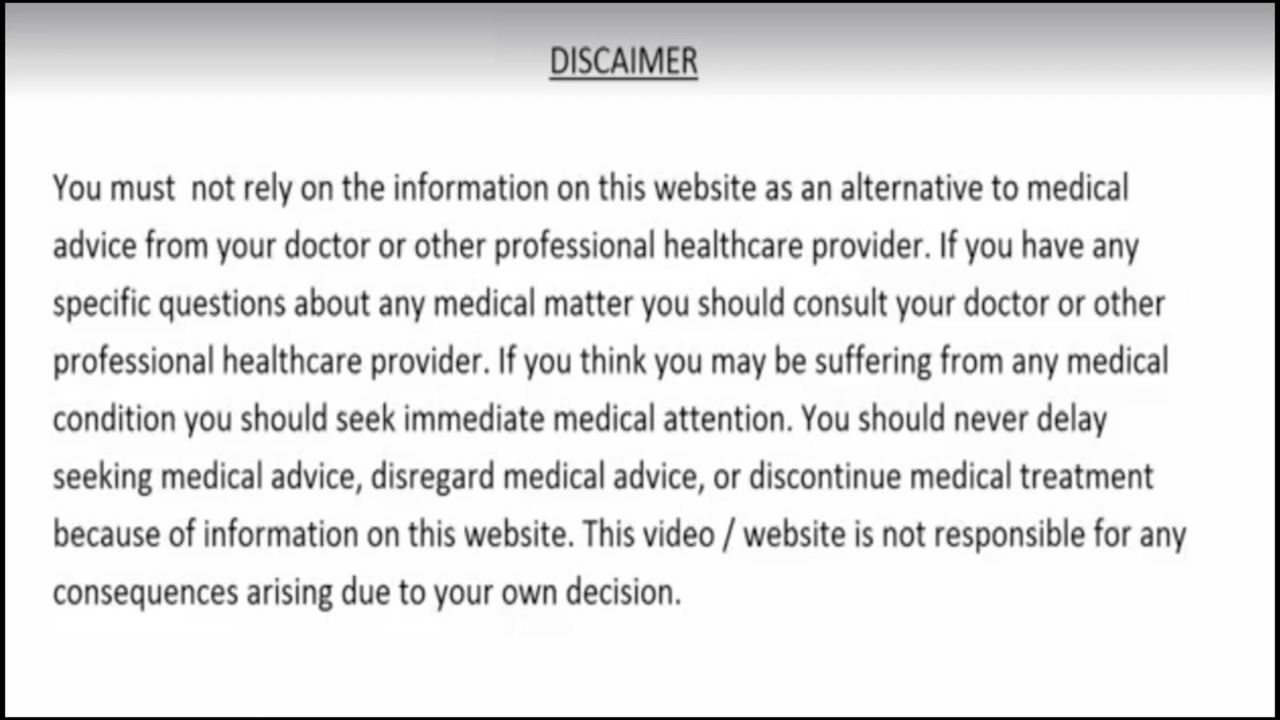 DISCAIMER
You must  not rely on the information on this website as an alternative to medical
advice from your doctor or other professional healthcare provider. If you have any
specific questions about any medical matter you should consult your doctor or other
professional healthcare provider. If you think you may be suffering from any medical
condition you should seek immediate medical attention. You should never delay
seeking medical advice, disregard medical advice, or discontinue medical treatment
because of information on this website. This video / website is not responsible for any
consequences arising due to your own decision.